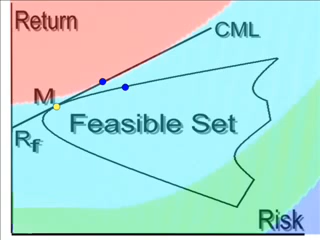 Return
CML
M
Feasible Set
Rf
Risk